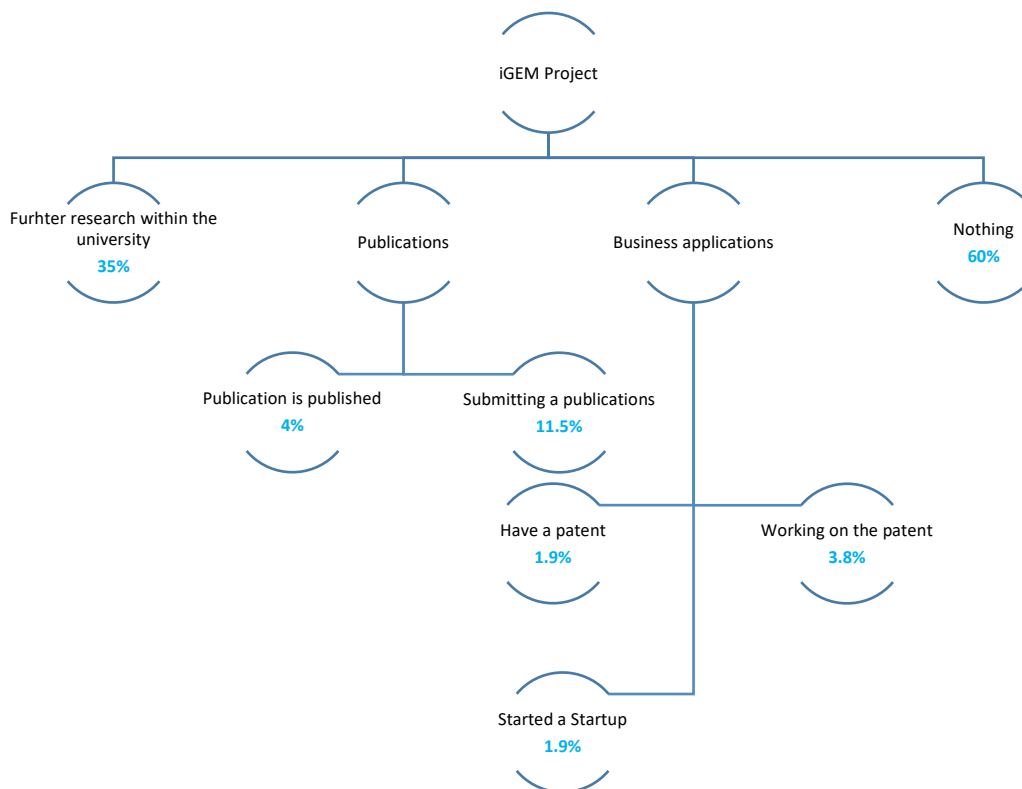 iGEM Project
Furhter research within the
university
35%
Publications
Business applications
Nothing
60%
Publication is published
4%
Submitting a publications
11.5%
Have a patent
1.9%
Working on the patent
3.8%
Started a Startup
1.9%